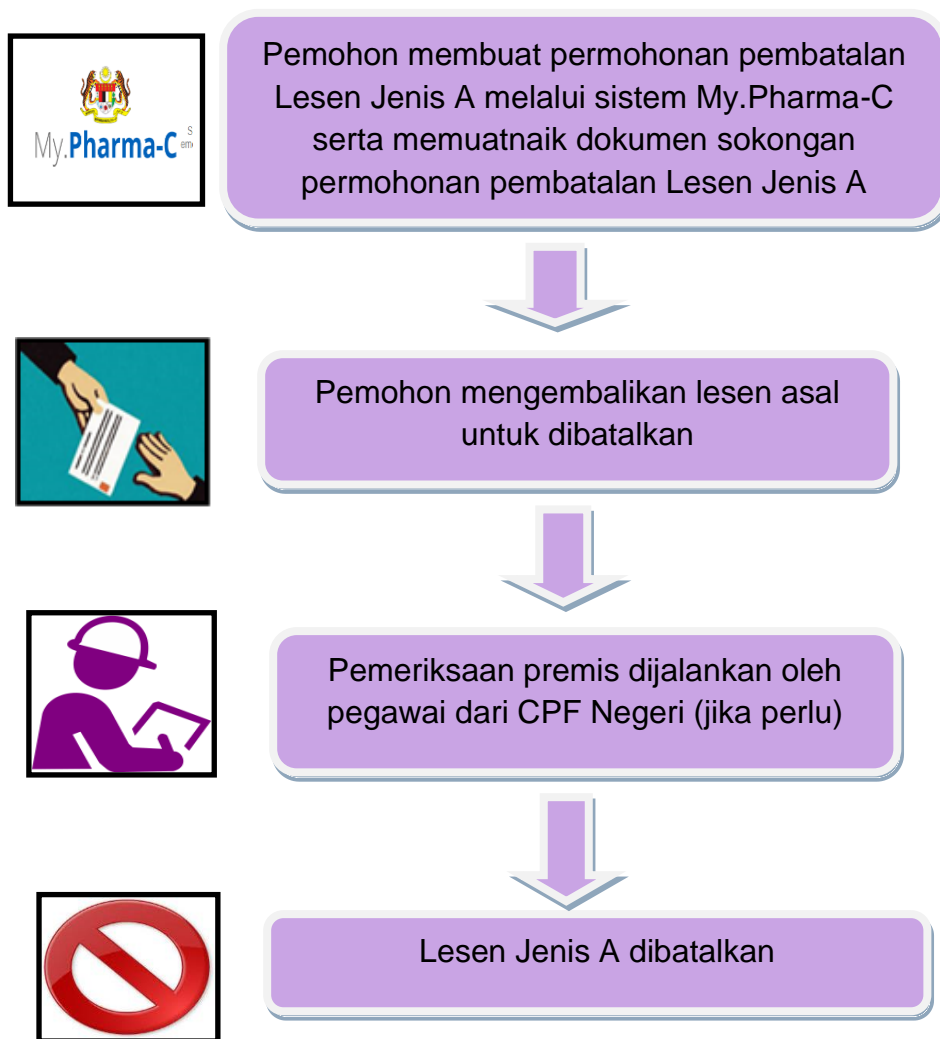 Pemohon membuat permohonan pembatalan
Lesen Jenis A melalui sistem My.Pharma-C
serta memuatnaik dokumen sokongan
permohonan pembatalan Lesen Jenis A
My.Pharma-C
Pemohon mengembalikan lesen asal
untuk dibatalkan
Pemeriksaan premis dijalankan oleh
pegawai dari CPF Negeri (jika perlu)
Lesen Jenis A dibatalkan